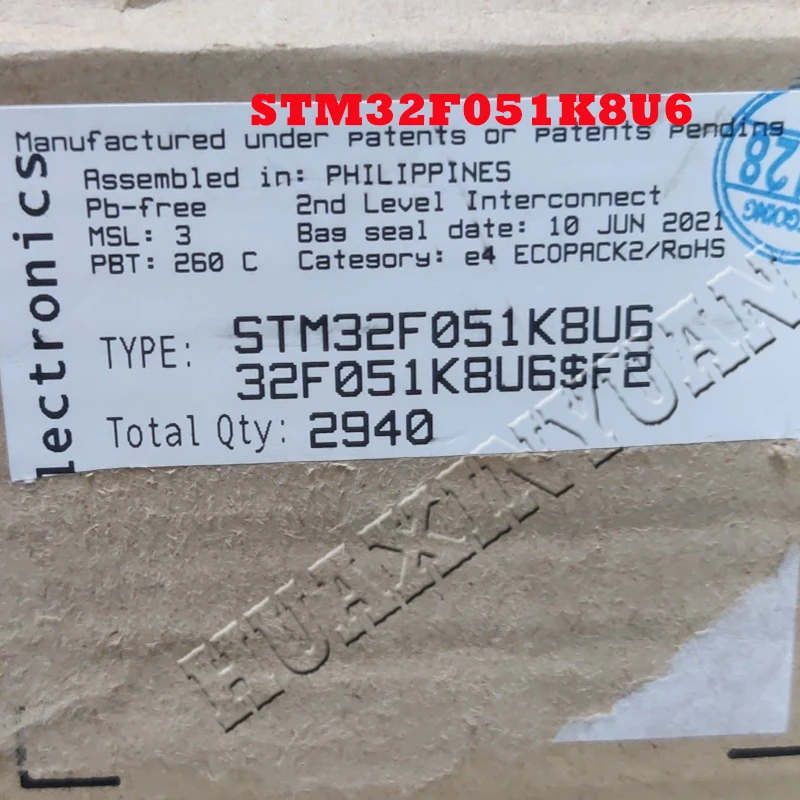 STM32F051K8U6
Manufactured under patents or patents pending
Assembled in: PHILIPPINES
Pb-free 2nd Level Interconnect
MSL: 3 Bag seal date: 10 JUN 2021
PBT: 260 C Category: e4 ECOPACK2/RoHS
TYPE: STM32F051K8U6
32F051K8U6$F2
Total Qty: 2940
lectronics
128
HUAXINYUAN